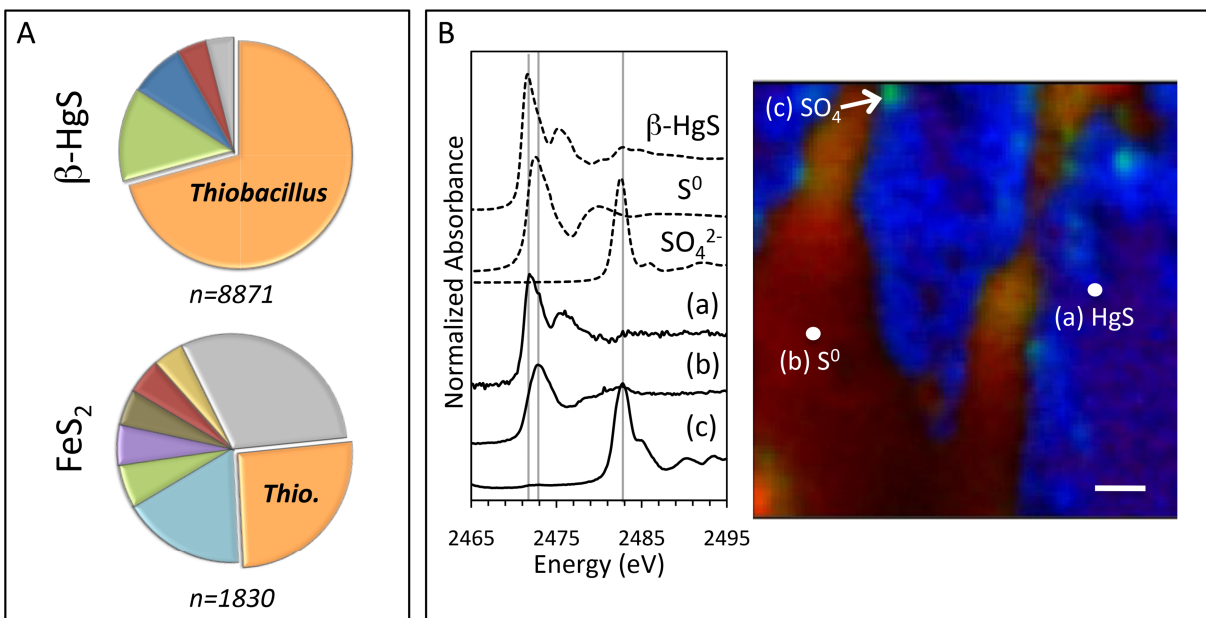 A
β-HgS
Thiobacillus
n=8871
FeS₂
Thio.
n=1830
B
Normalized Absorbance
β-HgS
S⁰
SO₄²⁻
(a)
(b)
(c)
2465 2475 2485 2495
Energy (eV)
(c) SO₄
(a) HgS
(b) S⁰